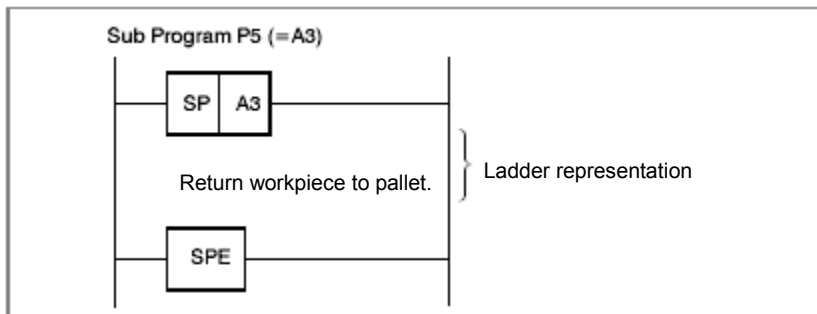 Sub Program P5 (=A3)
SP A3
Return workpiece to pallet.
Ladder representation
SPE